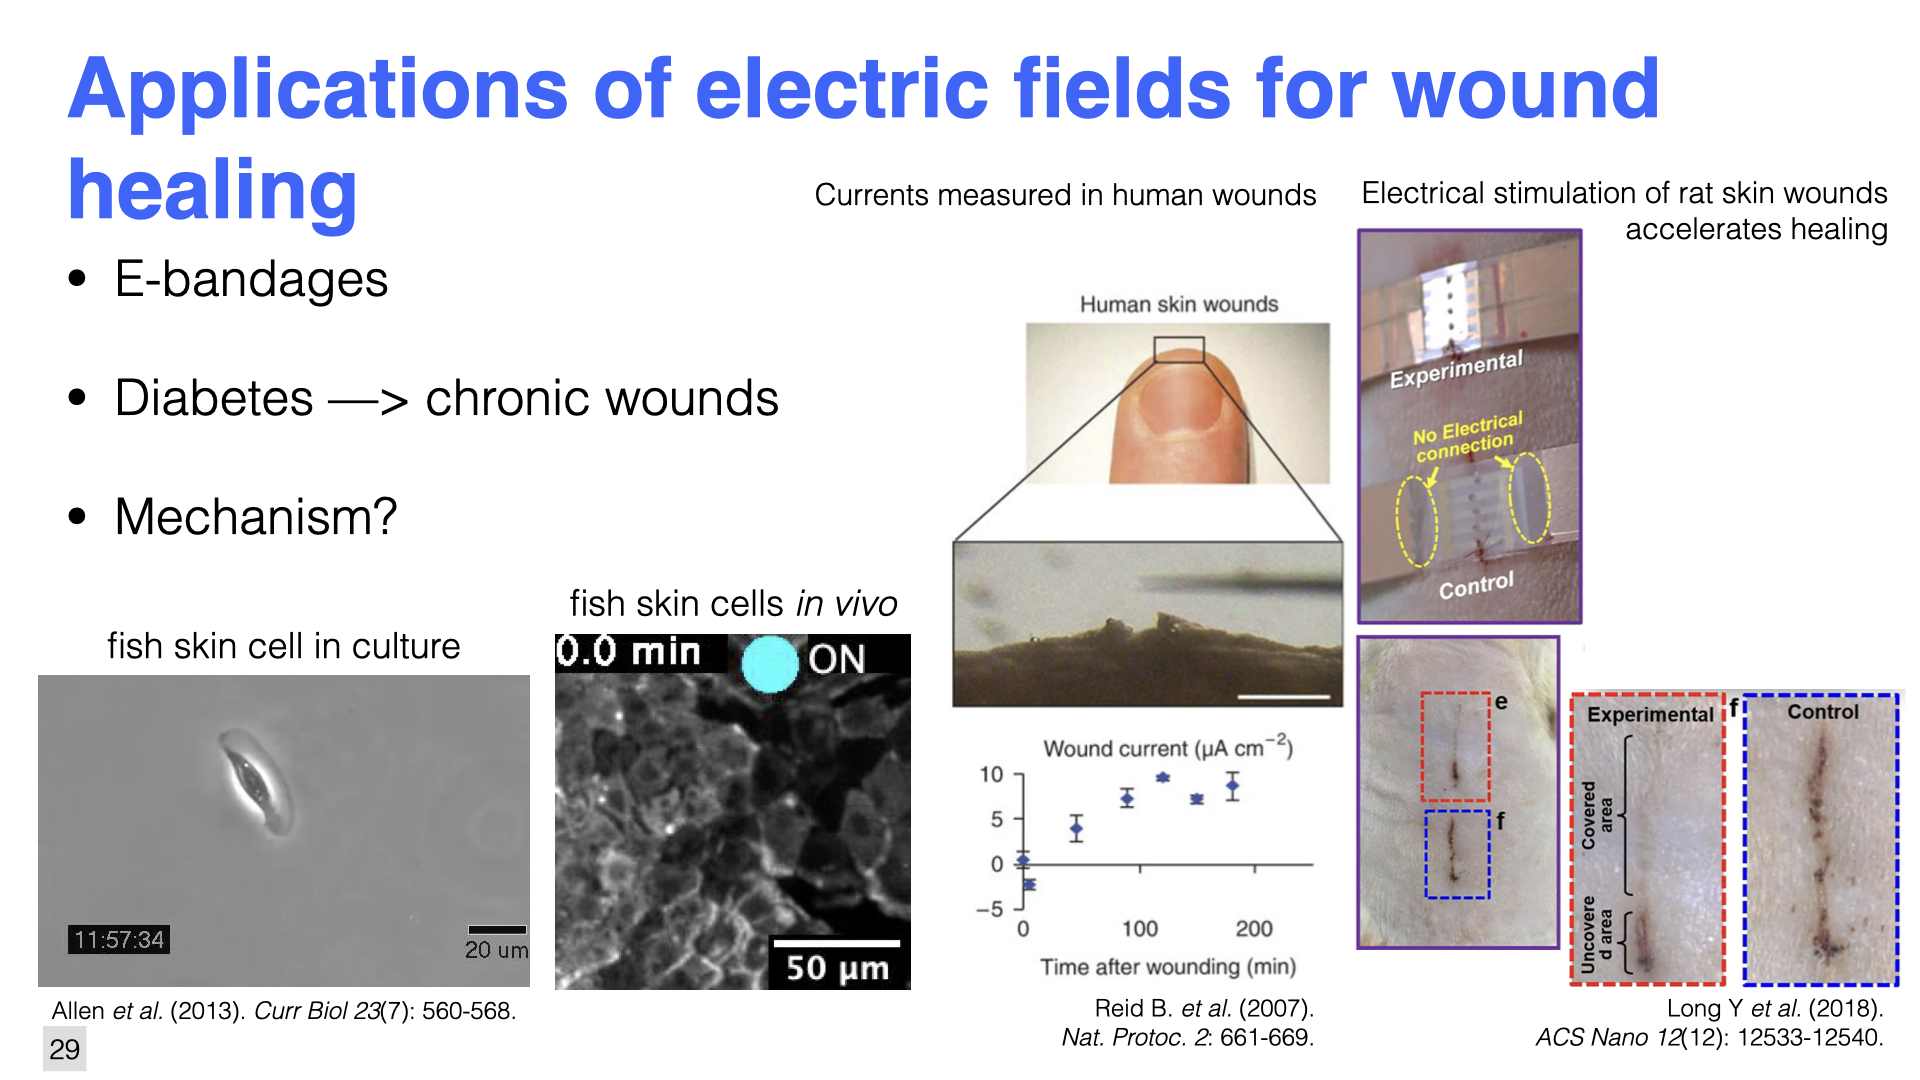 Applications of electric fields for wound
healing
• E-bandages
• Diabetes —> chronic wounds
• Mechanism?
fish skin cell in culture
11:57:34
20 um
Allen et al. (2013). Curr Biol 23(7): 560-568.
29
fish skin cells in vivo
0.0 min ON
50 µm
Currents measured in human wounds
Human skin wounds
Wound current (µA cm⁻²)
10
5
0
−5
0 100 200
Time after wounding (min)
Reid B. et al. (2007).
Nat. Protoc. 2: 661-669.
Electrical stimulation of rat skin wounds
accelerates healing
Experimental
No Electrical
connection
Control
e
f
Experimental
Covered
area
Uncovere
d area
f
Control
Long Y et al. (2018).
ACS Nano 12(12): 12533-12540.